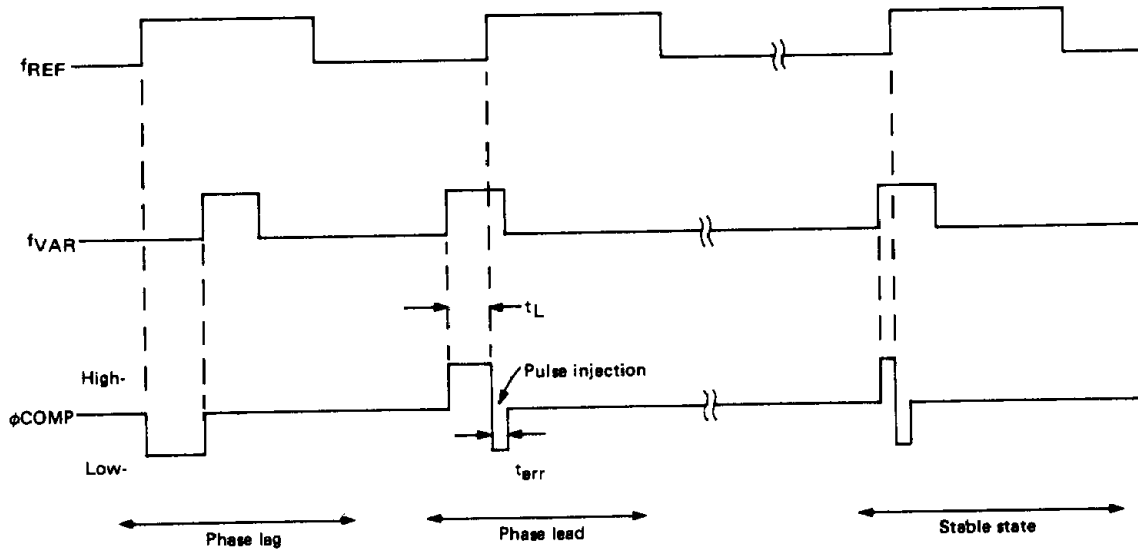 fREF
fVAR
tL
High-
Pulse injection
φCOMP
Low-
terr
Phase lag
Phase lead
Stable state